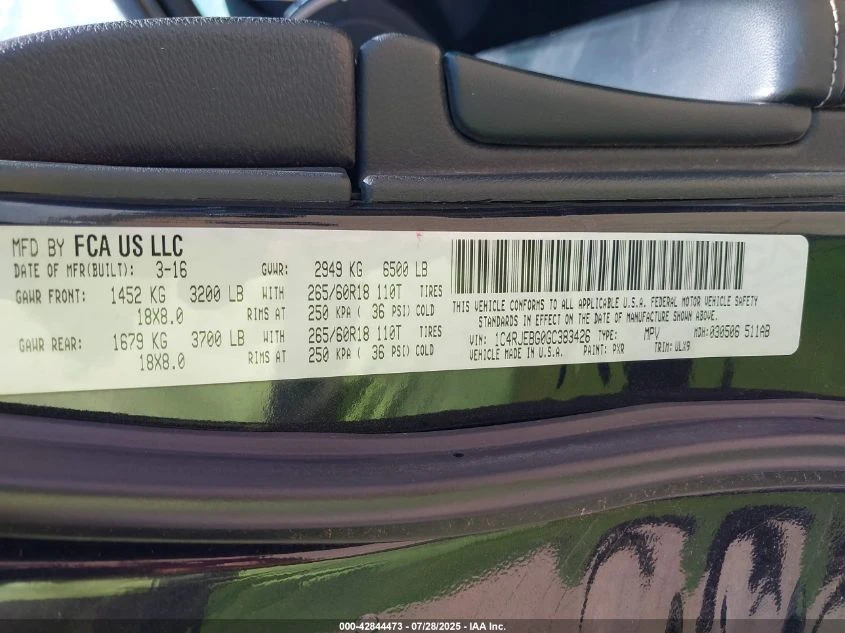 MFD BY FCA US LLC
DATE OF MFR(BUILT): 3-16 GVWR: 2949 KG 6500 LB
GAWR FRONT: 1452 KG 3200 LB WITH 265/60R18 110T TIRES
18X8.0 RIMS AT 250 KPA ( 36 PSI) COLD
GAWR REAR: 1679 KG 3700 LB WITH 265/60R18 110T TIRES
18X8.0 RIMS AT 250 KPA ( 36 PSI) COLD
THIS VEHICLE CONFORMS TO ALL APPLICABLE U.S.A. FEDERAL MOTOR VEHICLE SAFETY
STANDARDS IN EFFECT ON THE DATE OF MANUFACTURE SHOWN ABOVE.
VIN: 1C4RJEBG0GC383426 TYPE: MPV MDH: 030506 511AB
VEHICLE MADE IN U.S.A. PAINT: PXR TRIM: ULX9
000-42844473 / 07/28/2025 - IAA Inc.